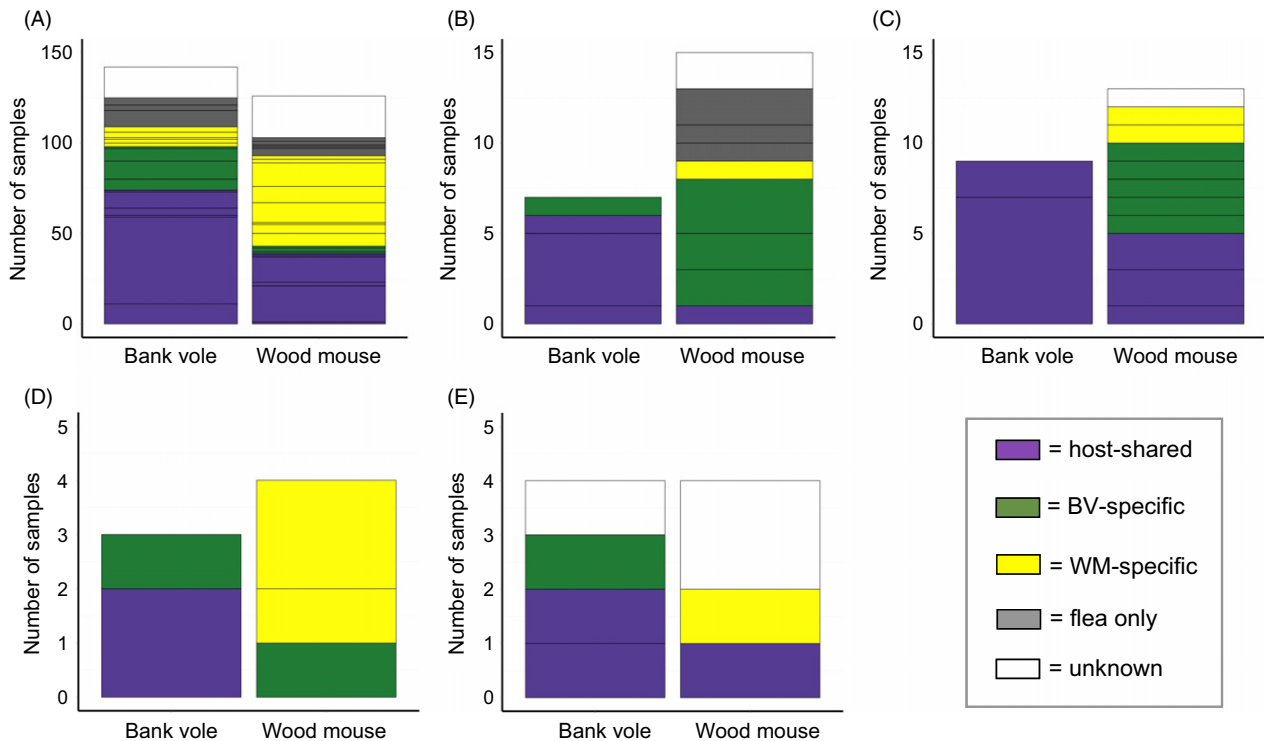 (A)
150
100
50
0
Number of samples
Bank vole
Wood mouse
(B)
15
10
5
0
Number of samples
Bank vole
Wood mouse
(C)
15
10
5
0
Number of samples
Bank vole
Wood mouse
(D)
5
4
3
2
1
0
Number of samples
Bank vole
Wood mouse
(E)
5
4
3
2
1
0
Number of samples
Bank vole
Wood mouse
= host-shared
= BV-specific
= WM-specific
= flea only
= unknown